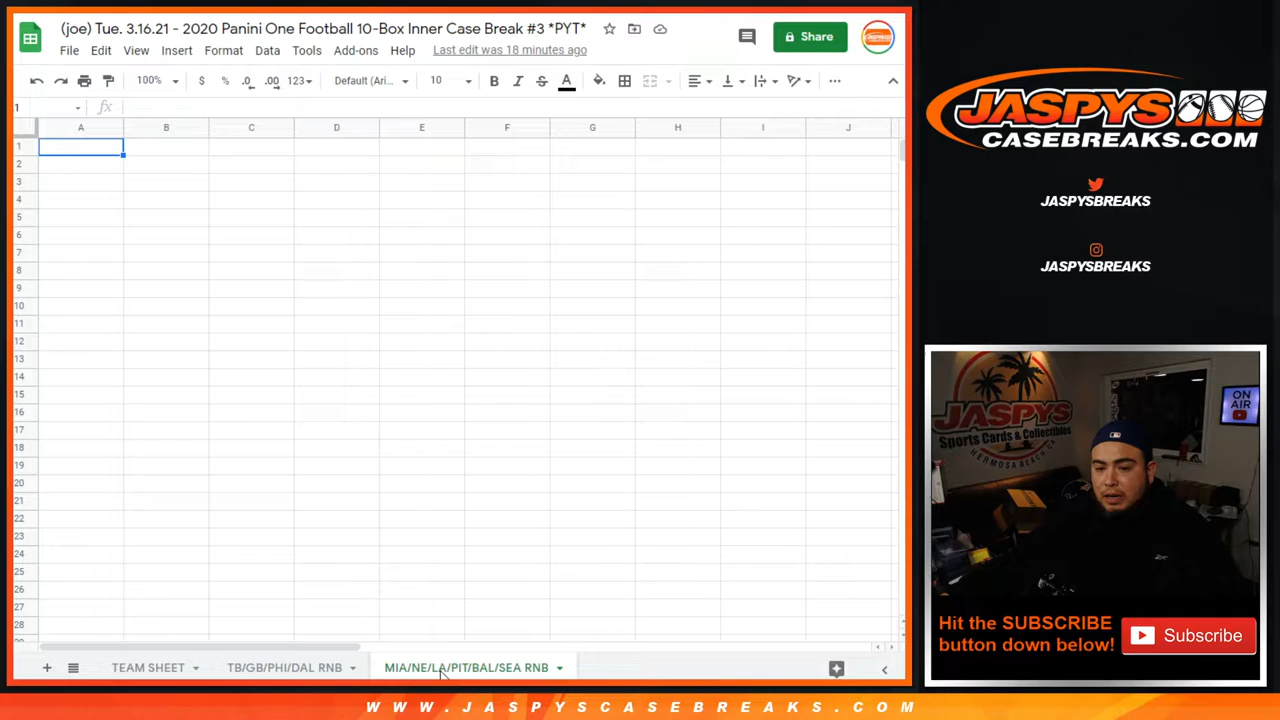 (joe) Tue. 3.16.21 - 2020 Panini One Football 10-Box Inner Case Break #3 *PYT*
File Edit View Insert Format Data Tools Add-ons Help Last edit was 18 minutes ago
Share
100% $ % .0 .00 123 Default (Ari... 10 B I S A
1 fx
A B C D E F G H I J
1
2
3
4
5
6
7
8
9
10
11
12
13
14
15
16
17
18
19
20
21
22
23
24
25
26
27
28
TEAM SHEET TB/GB/PHI/DAL RNB MIA/NE/LA/PIT/BAL/SEA RNB
JASPYS
CASEBREAKS.COM
JASPYSBREAKS
JASPYSBREAKS
JASPYS
Sports Cards & Collectibles
HERMOSA BEACH, CA
ON
AIR
Hit the SUBSCRIBE
button down below!
Subscribe
WWW.JASPYSCASEBREAKS.COM